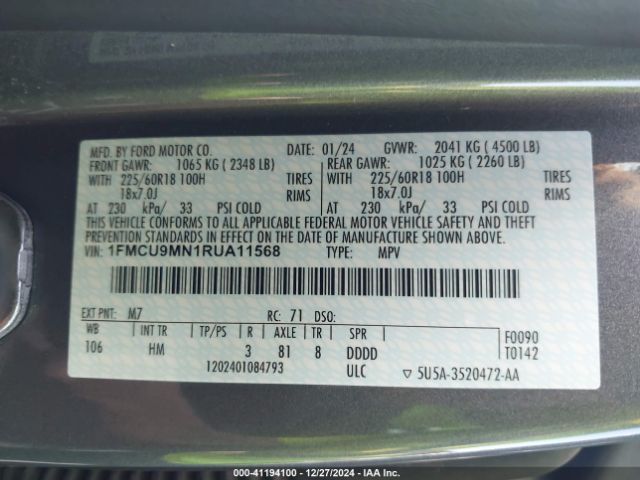 MFD. BY FORD MOTOR CO. DATE: 01/24 GVWR: 2041 KG ( 4500 LB)
FRONT GAWR: 1065 KG ( 2348 LB) REAR GAWR: 1025 KG ( 2260 LB)
WITH 225/60R18 100H TIRES WITH 225/60R18 100H TIRES
18x7.0J RIMS 18x7.0J RIMS
AT 230 kPa/ 33 PSI COLD AT 230 kPa/ 33 PSI COLD
THIS VEHICLE CONFORMS TO ALL APPLICABLE FEDERAL MOTOR VEHICLE SAFETY AND THEFT
PREVENTION STANDARDS IN EFFECT ON THE DATE OF MANUFACTURE SHOWN ABOVE.
VIN: 1FMCU9MN1RUA11568 TYPE: MPV
EXT PNT: M7 RC: 71 DSO:
WB INT TR TP/PS R AXLE TR SPR F0090
106 HM 3 81 8 DDDD T0142
1202401084793 ULC ▽ 5U5A-3520472-AA
000-41194100 - 12/27/2024 - IAA Inc.